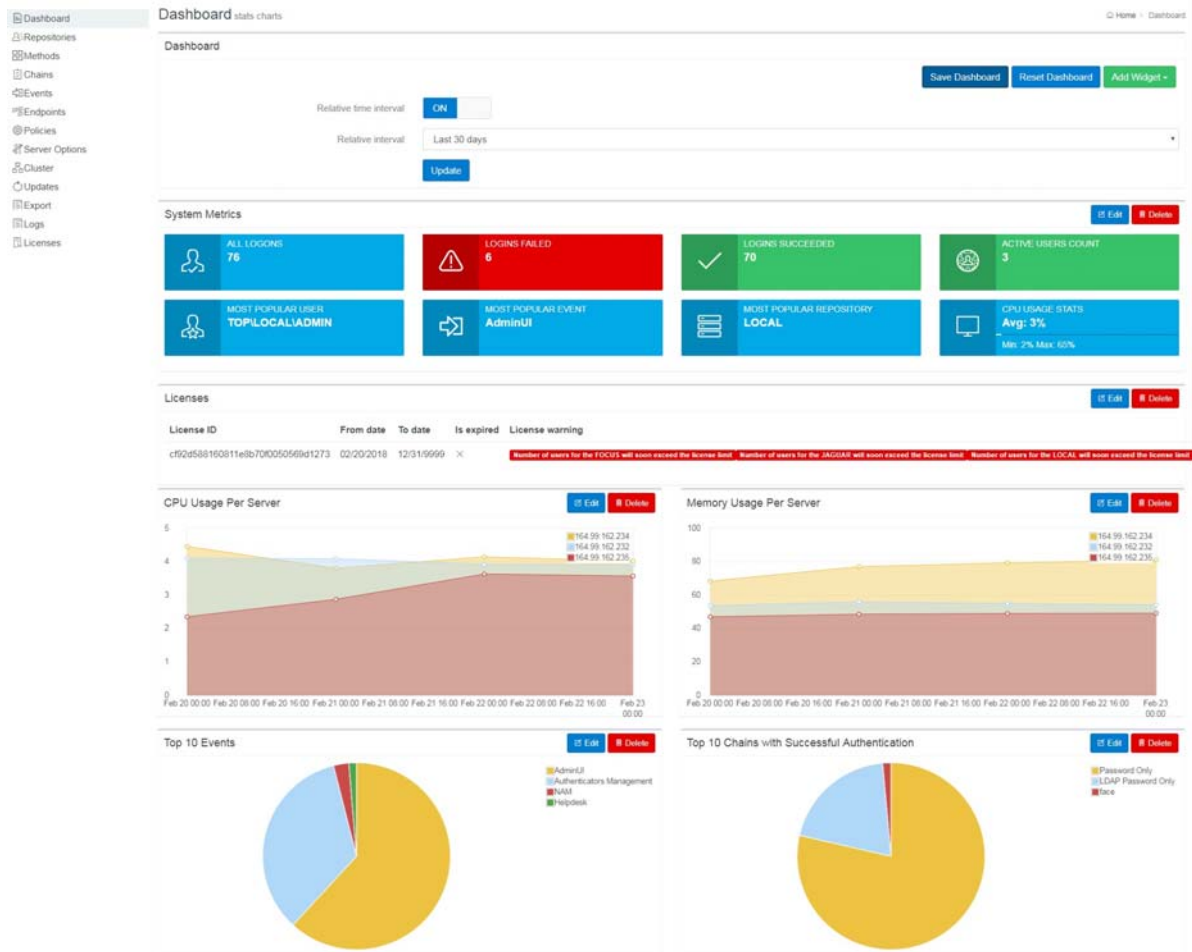 Dashboard
Repositories
Methods
Chains
Events
Endpoints
Policies
Server Options
Cluster
Updates
Export
Logs
Licenses
Dashboard stats charts
Home > Dashboard
Dashboard
Save Dashboard Reset Dashboard Add Widget
Relative time interval ON
Relative interval Last 30 days
Update
System Metrics Edit Delete
ALL LOGONS
76
LOGINS FAILED
6
LOGINS SUCCEEDED
70
ACTIVE USERS COUNT
3
MOST POPULAR USER
TOP\LOCAL\ADMIN
MOST POPULAR EVENT
AdminUI
MOST POPULAR REPOSITORY
LOCAL
CPU USAGE STATS
Avg: 3%
Min: 2% Max: 65%
Licenses Edit Delete
License ID From date To date Is expired License warning
cf92d588160811e8b70f0050569d1273 02/20/2018 12/31/9999 Number of users for the FOCUS will soon exceed the license limit Number of users for the JAGUAR will soon exceed the license limit Number of users for the LOCAL will soon exceed the license limit
CPU Usage Per Server Edit Delete
164.99.162.234
164.99.162.232
164.99.162.235
5
4
3
2
1
0
Feb 20 00:00 Feb 20 08:00 Feb 20 16:00 Feb 21 00:00 Feb 21 08:00 Feb 21 16:00 Feb 22 00:00 Feb 22 08:00 Feb 22 16:00 Feb 23 00:00
Memory Usage Per Server Edit Delete
164.99.162.234
164.99.162.232
164.99.162.235
100
80
60
40
20
0
Feb 20 00:00 Feb 20 08:00 Feb 20 16:00 Feb 21 00:00 Feb 21 08:00 Feb 21 16:00 Feb 22 00:00 Feb 22 08:00 Feb 22 16:00 Feb 23 00:00
Top 10 Events Edit Delete
AdminUI
Authenticators Management
NAM
Helpdesk
Top 10 Chains with Successful Authentication Edit Delete
Password Only
LDAP Password Only
face